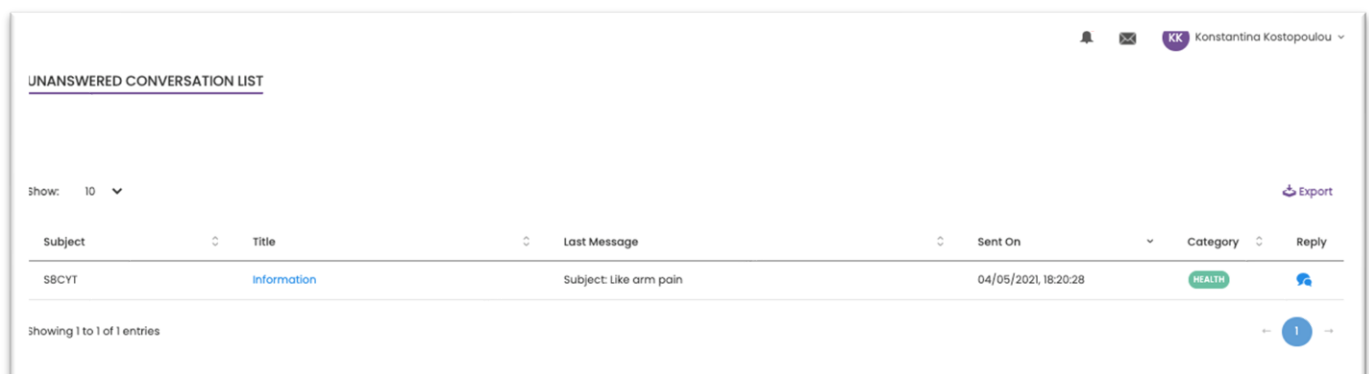 KK Konstantina Kostopoulou
UNANSWERED CONVERSATION LIST
Show: 10
Export
Subject Title Last Message Sent On Category Reply
S8CYT Information Subject: Like arm pain 04/05/2021, 18:20:28 HEALTH
Showing 1 to 1 of 1 entries
← 1 →